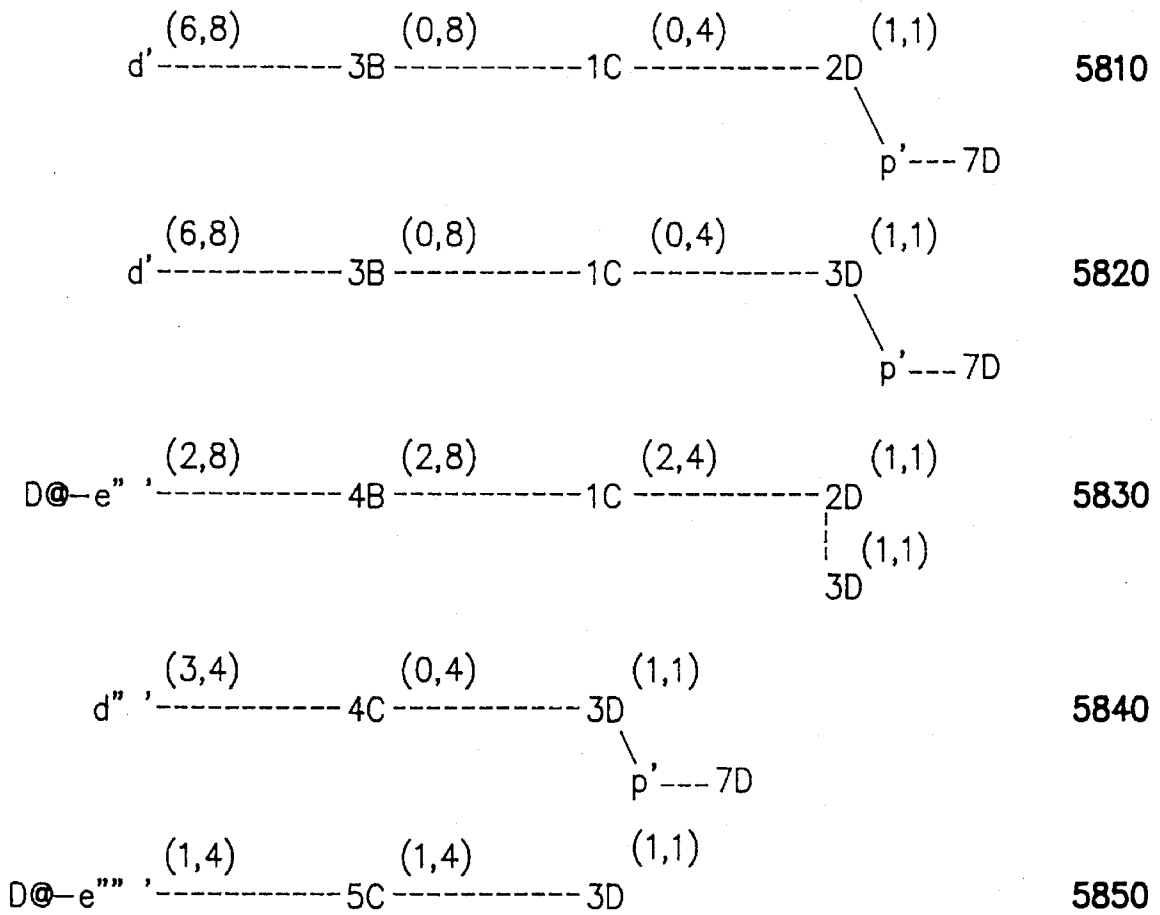 (6,8) (0,8) (0,4) (1,1)
d'------------3B------------1C------------2D 5810
p'---7D
(6,8) (0,8) (0,4) (1,1)
d'------------3B------------1C------------3D 5820
p'---7D
(2,8) (2,8) (2,4) (1,1)
D@-e" '------------4B------------1C------------2D 5830
(1,1)
3D
(3,4) (0,4) (1,1)
d" '------------4C------------3D 5840
p'---7D
(1,4) (1,4) (1,1)
D@-e"" '------------5C------------3D 5850